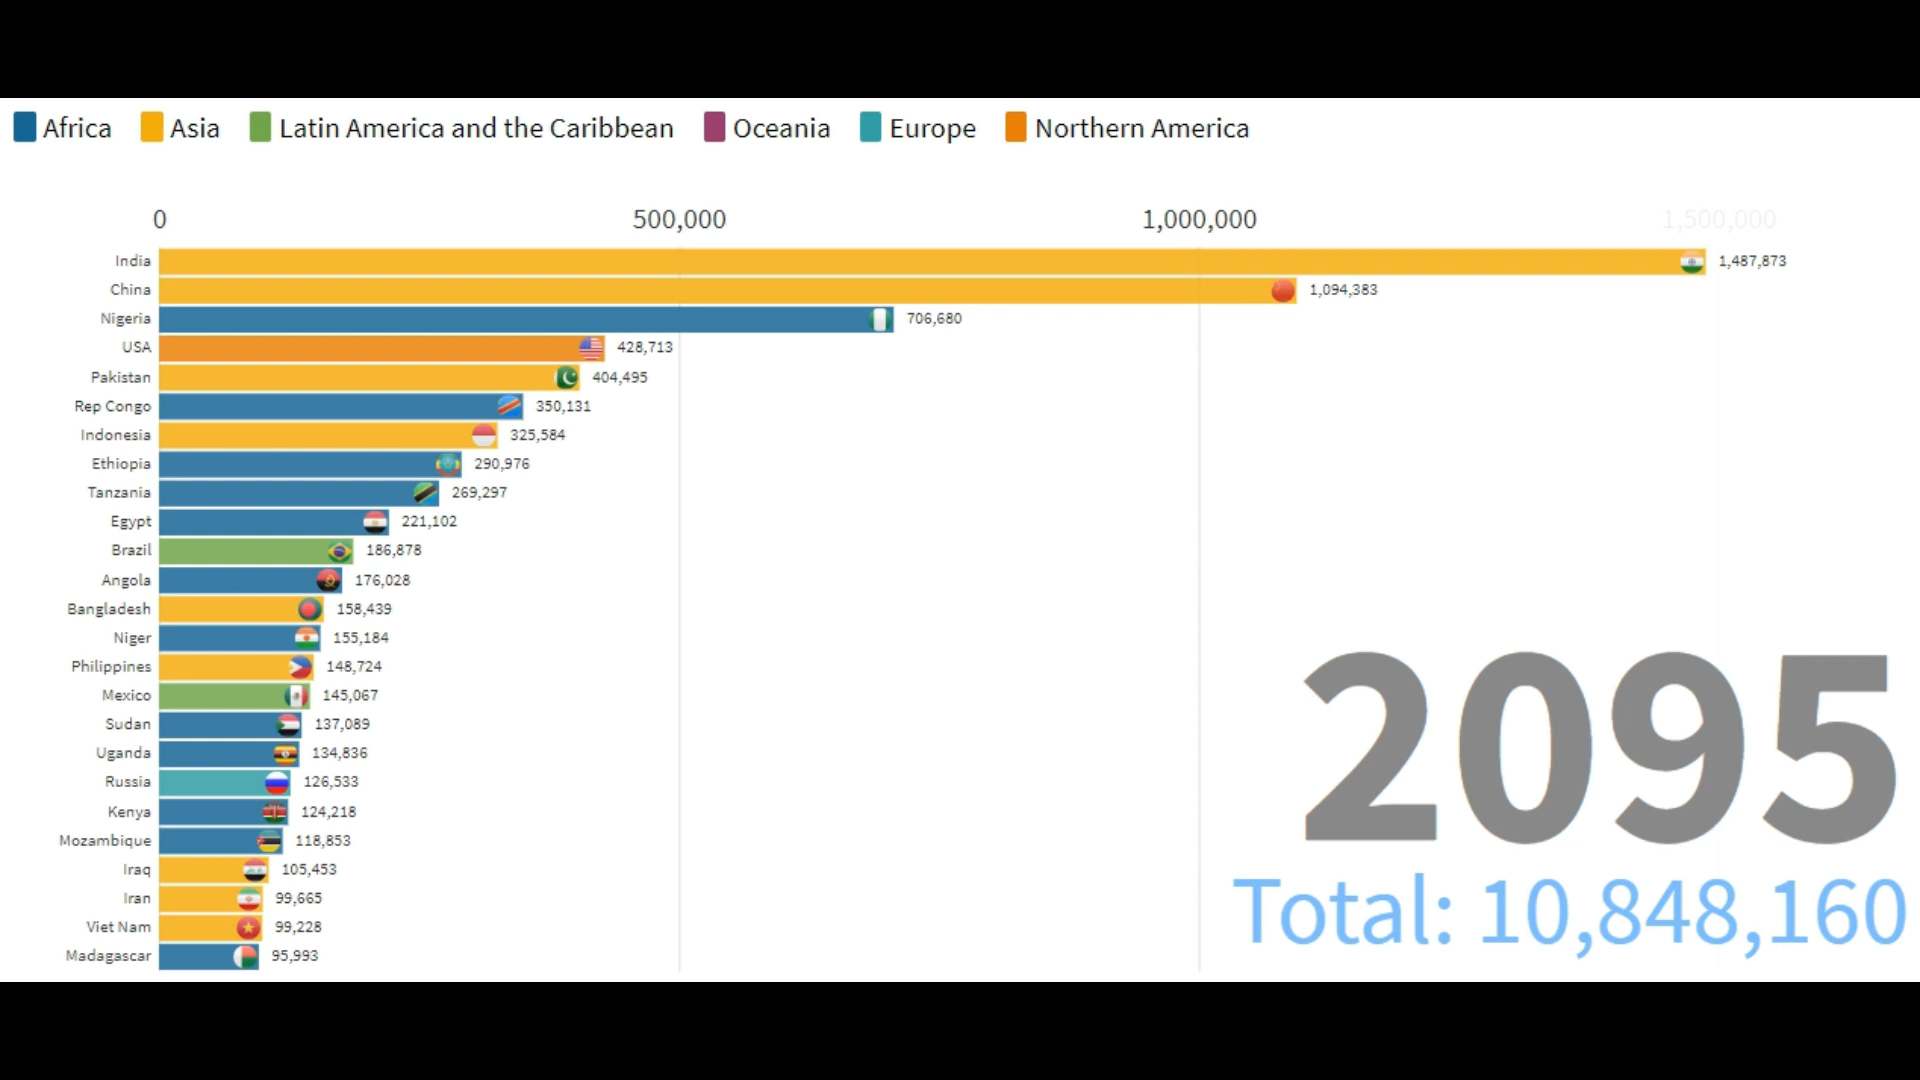 Africa Asia Latin America and the Caribbean Oceania Europe Northern America
0 500,000 1,000,000 1,500,000
India 1,487,873
China 1,094,383
Nigeria 706,680
USA 428,713
Pakistan 404,495
Rep Congo 350,131
Indonesia 325,584
Ethiopia 290,976
Tanzania 269,297
Egypt 221,102
Brazil 186,878
Angola 176,028
Bangladesh 158,439
Niger 155,184
Philippines 148,724
Mexico 145,067
Sudan 137,089
Uganda 134,836
Russia 126,533
Kenya 124,218
Mozambique 118,853
Iraq 105,453
Iran 99,665
Viet Nam 99,228
Madagascar 95,993
2095
Total: 10,848,160